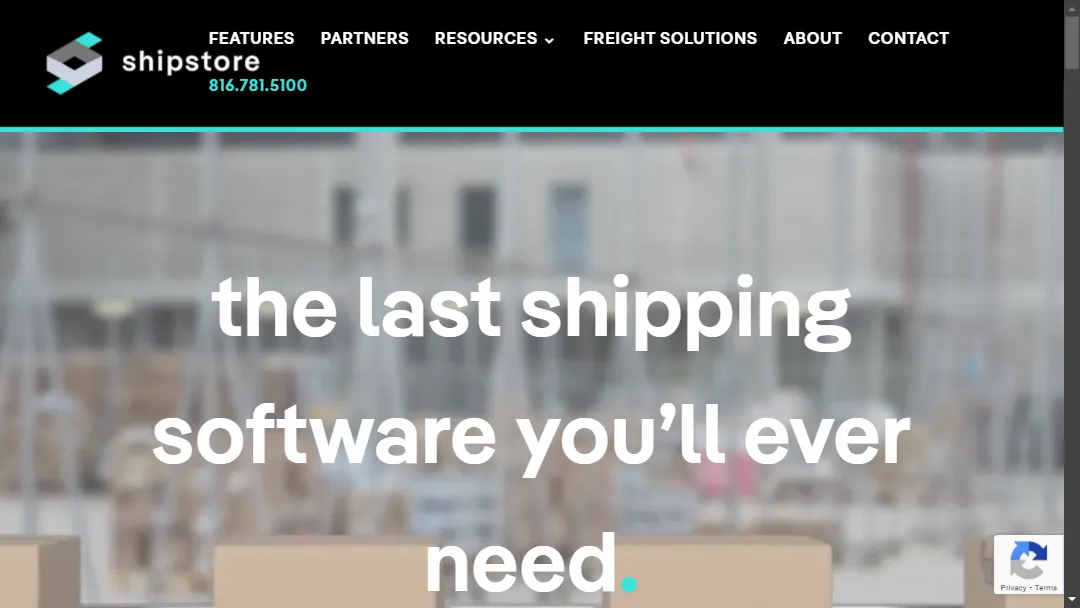 shipstore
FEATURES PARTNERS RESOURCES FREIGHT SOLUTIONS ABOUT CONTACT
816.781.5100
the last shipping
software you’ll ever
need.
Privacy - Terms